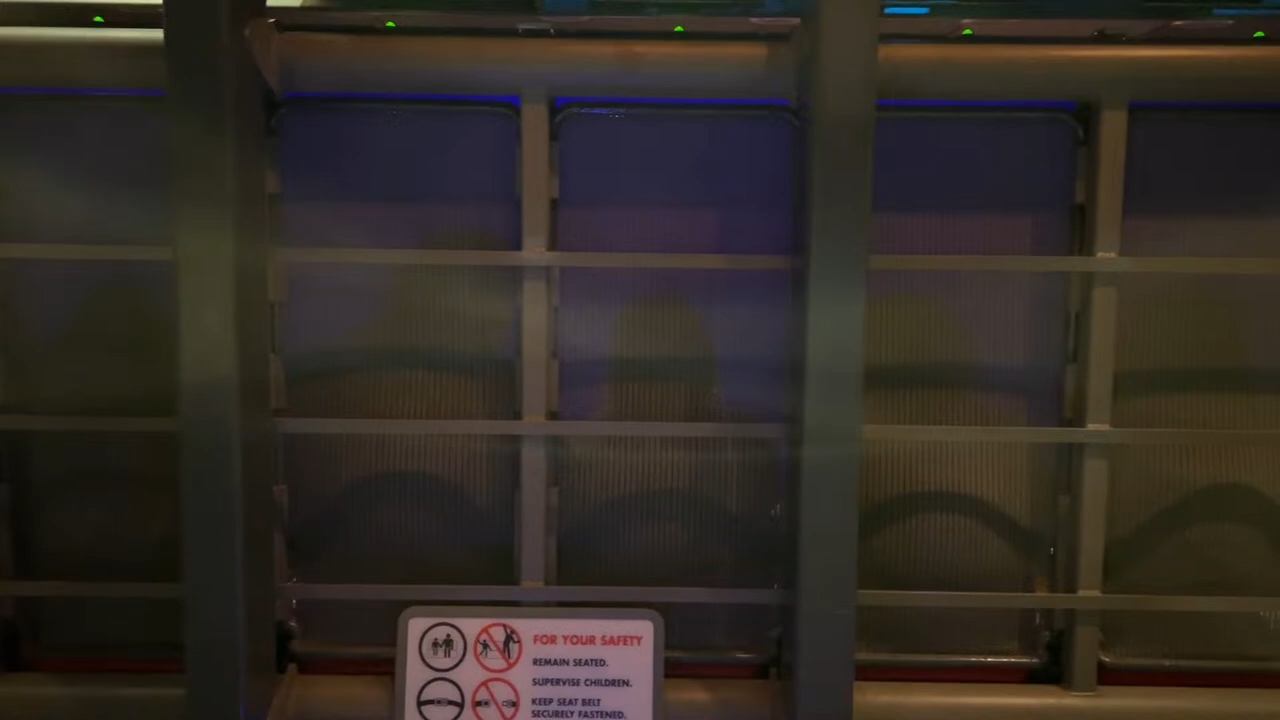 FOR YOUR SAFETY
REMAIN SEATED.
SUPERVISE CHILDREN.
KEEP SEAT BELT
SECURELY FASTENED.